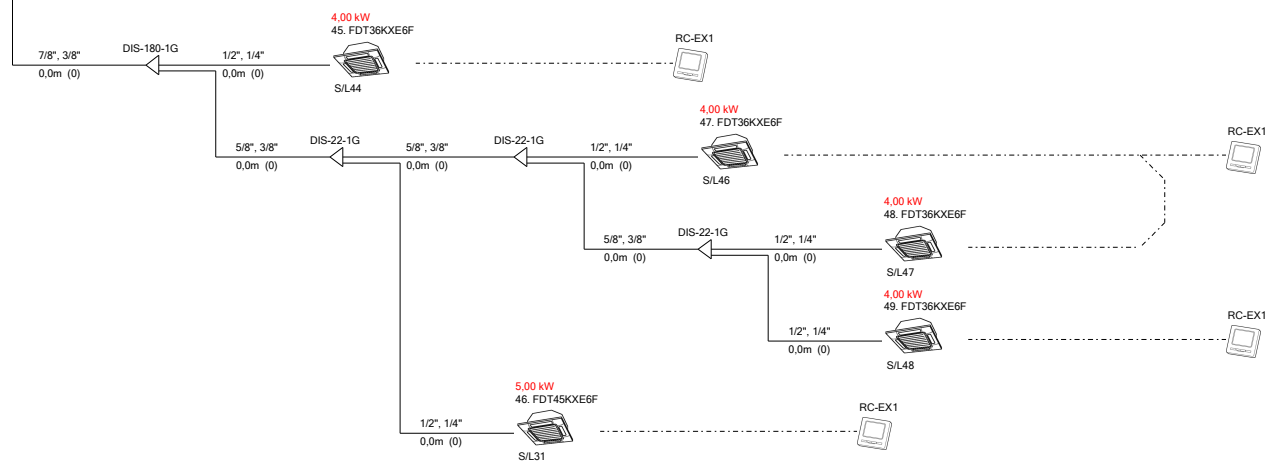 4,00 kW
45. FDT36KXE6F
RC-EX1
7/8", 3/8"
DIS-180-1G
1/2", 1/4"
0,0m (0)
0,0m (0)
S/L44
4,00 kW
47. FDT36KXE6F
RC-EX1
5/8", 3/8"
DIS-22-1G
5/8", 3/8"
DIS-22-1G
1/2", 1/4"
0,0m (0)
0,0m (0)
0,0m (0)
S/L46
4,00 kW
48. FDT36KXE6F
5/8", 3/8"
DIS-22-1G
1/2", 1/4"
0,0m (0)
0,0m (0)
S/L47
4,00 kW
49. FDT36KXE6F
RC-EX1
1/2", 1/4"
0,0m (0)
S/L48
5,00 kW
46. FDT45KXE6F
RC-EX1
1/2", 1/4"
0,0m (0)
S/L31